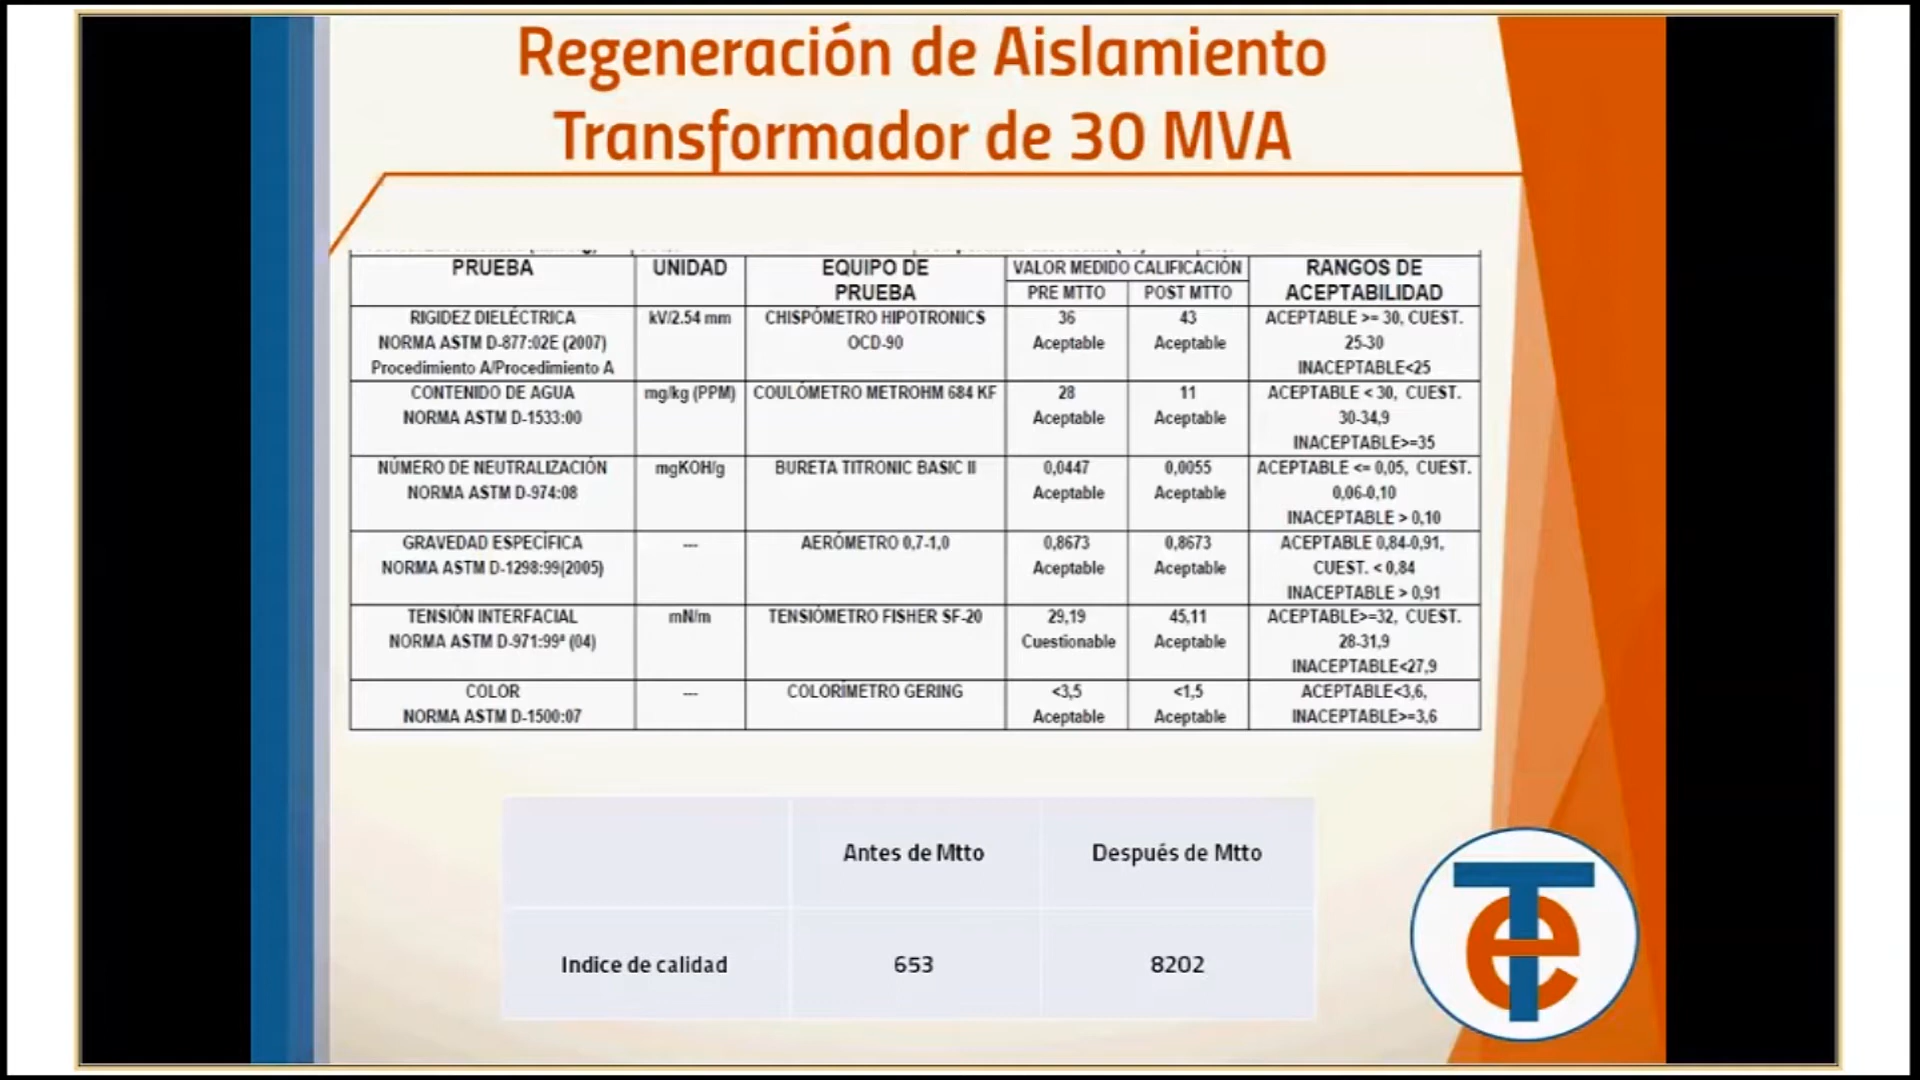 Regeneración de Aislamiento
Transformador de 30 MVA
PRUEBA UNIDAD EQUIPO DE PRUEBA VALOR MEDIDO CALIFICACIÓN RANGOS DE ACEPTABILIDAD
PRE MTTO POST MTTO
RIGIDEZ DIELÉCTRICA kV/2.54 mm CHISPÓMETRO HIPOTRONICS 36 43 ACEPTABLE >= 30, CUEST.
NORMA ASTM D-877:02E (2007) OCD-90 Aceptable Aceptable 25-30
Procedimiento A/Procedimiento A INACEPTABLE<25
CONTENIDO DE AGUA mg/kg (PPM) COULÓMETRO METROHM 684 KF 28 11 ACEPTABLE < 30, CUEST.
NORMA ASTM D-1533:00 Aceptable Aceptable 30-34,9
INACEPTABLE>=35
NÚMERO DE NEUTRALIZACIÓN mgKOH/g BURETA TITRONIC BASIC II 0,0447 0,0055 ACEPTABLE <= 0,05, CUEST.
NORMA ASTM D-974:08 Aceptable Aceptable 0,06-0,10
INACEPTABLE > 0,10
GRAVEDAD ESPECÍFICA --- AERÓMETRO 0,7-1,0 0,8673 0,8673 ACEPTABLE 0,84-0,91,
NORMA ASTM D-1298:99(2005) Aceptable Aceptable CUEST. < 0,84
INACEPTABLE > 0,91
TENSIÓN INTERFACIAL mN/m TENSIÓMETRO FISHER SF-20 29,19 45,11 ACEPTABLE>=32, CUEST.
NORMA ASTM D-971:99ª (04) Cuestionable Aceptable 28-31,9
INACEPTABLE<27,9
COLOR --- COLORÍMETRO GERING <3,5 <1,5 ACEPTABLE<3,6,
NORMA ASTM D-1500:07 Aceptable Aceptable INACEPTABLE>=3,6
Antes de Mtto Después de Mtto
Indice de calidad 653 8202
Te